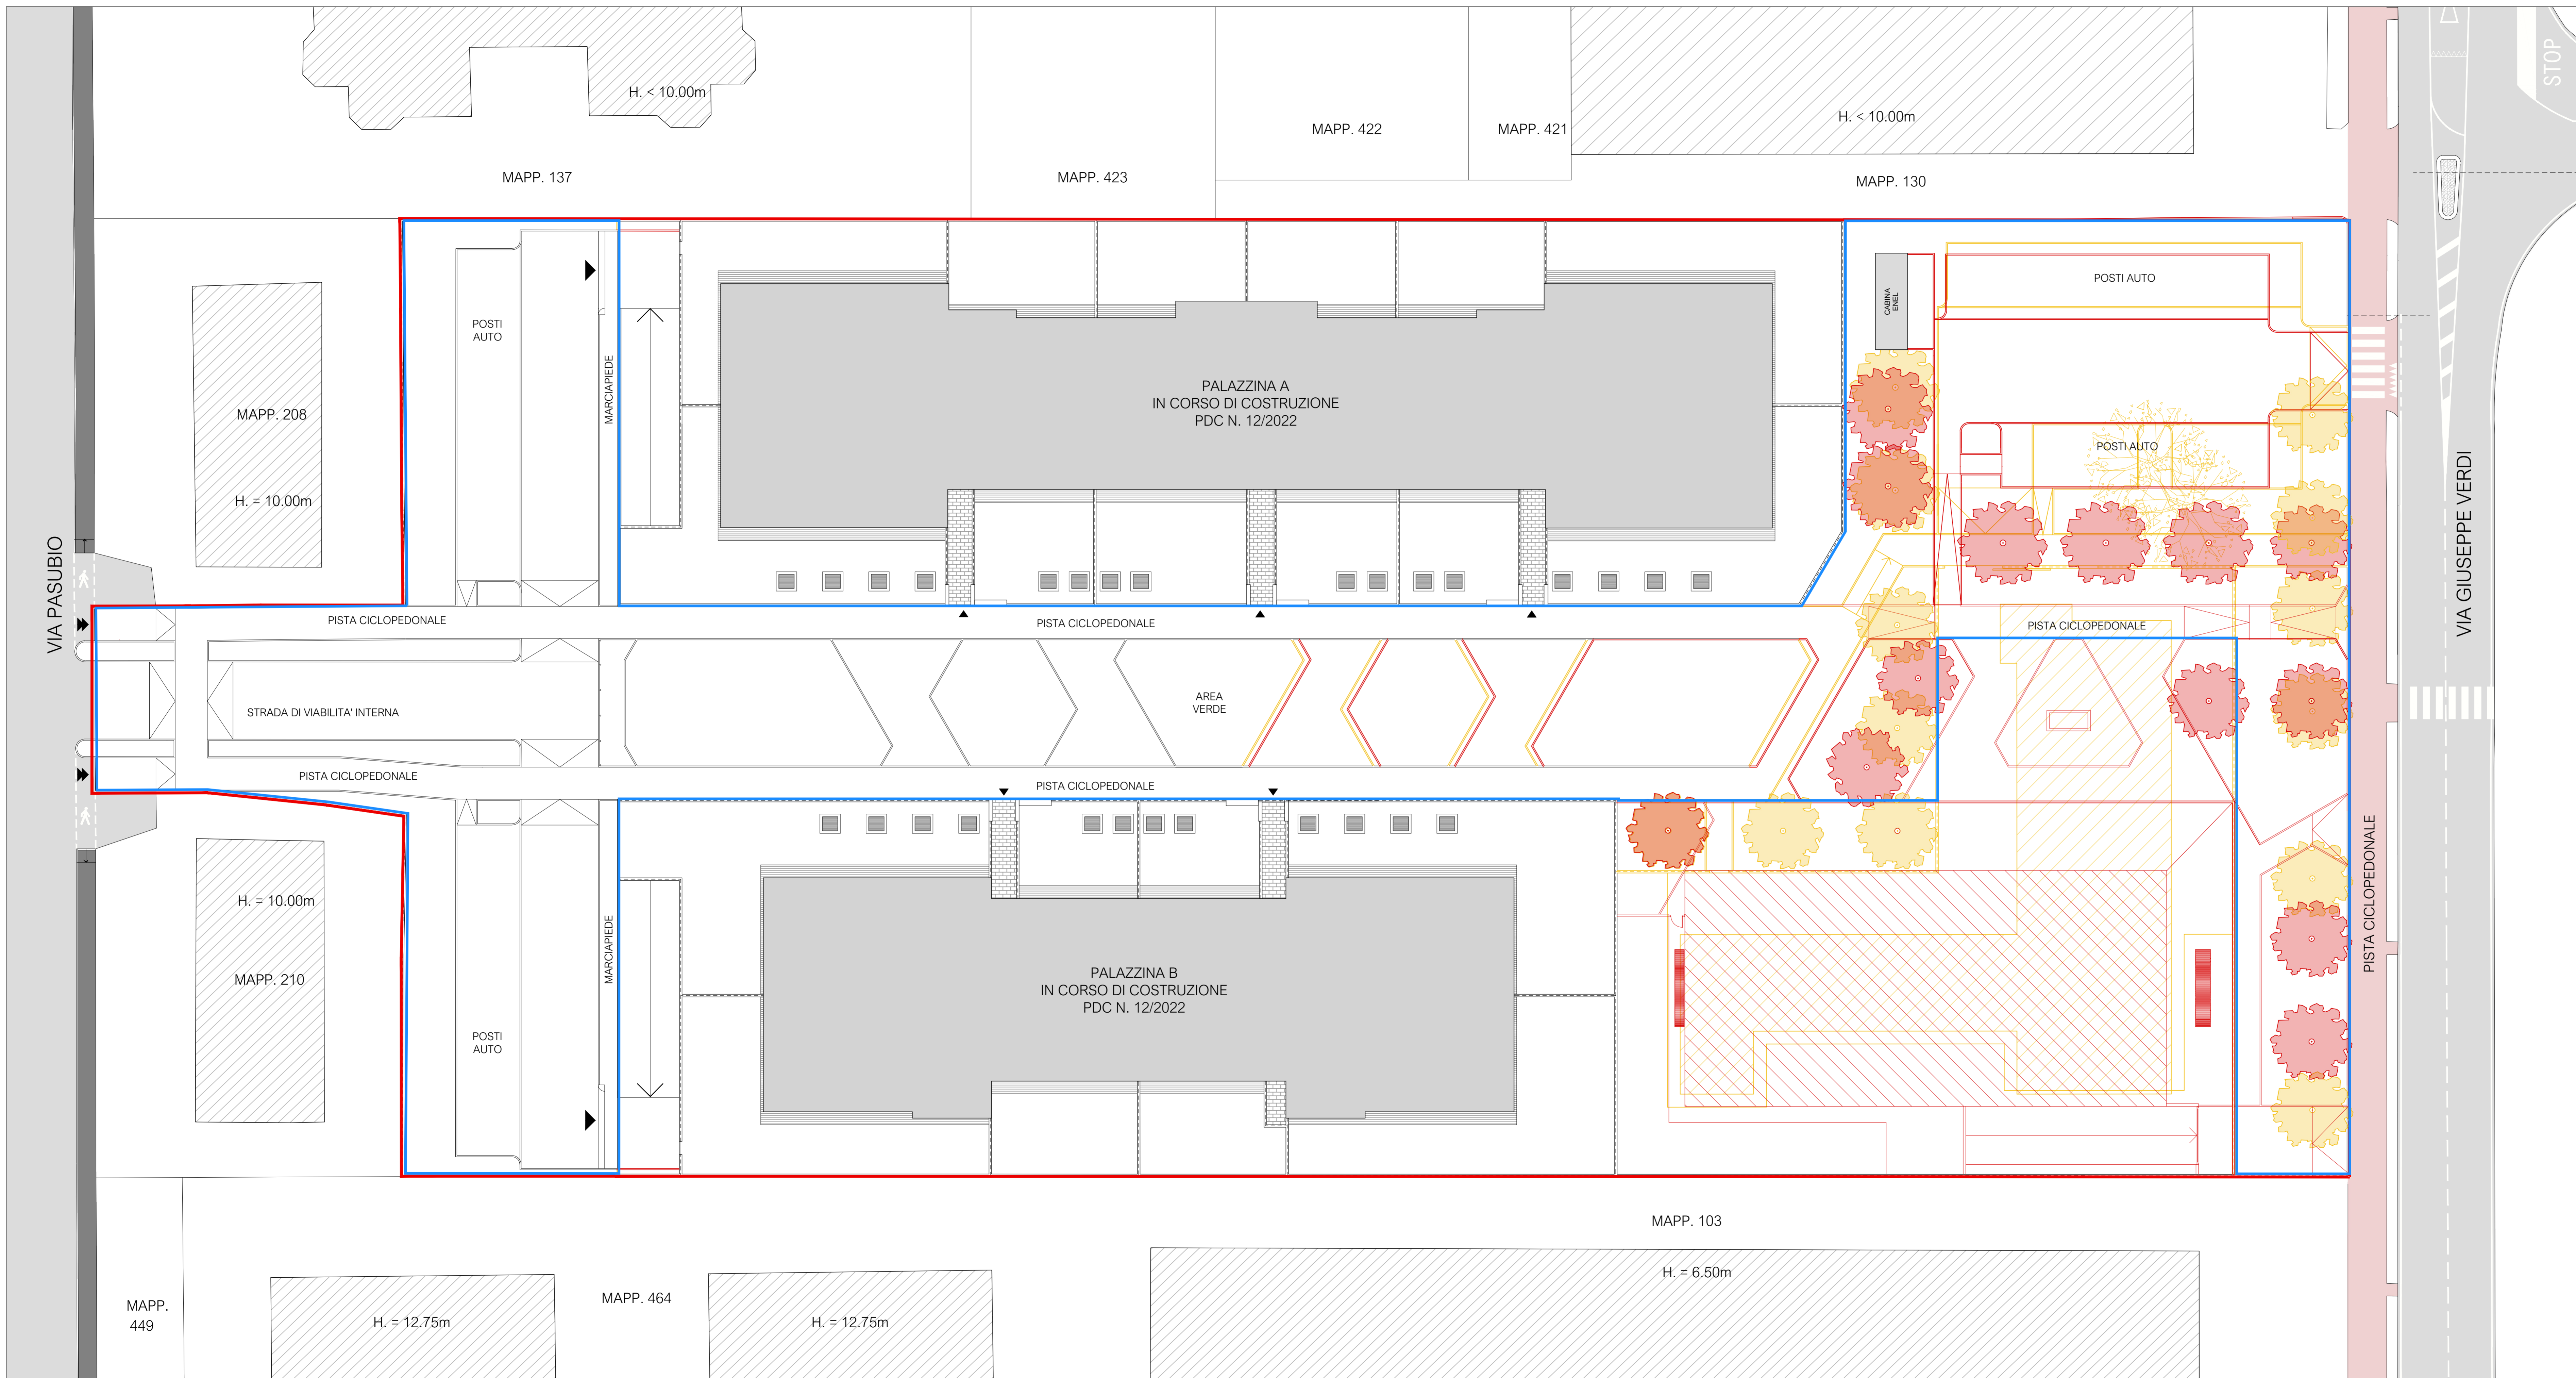 STOP
H. < 10.00m
H. < 10.00m
MAPP. 422
MAPP. 421
MAPP. 137
MAPP. 423
MAPP. 130
POSTI AUTO
CABINA
ENEL
POSTI
AUTO
MARCIAPIEDE
PALAZZINA A
IN CORSO DI COSTRUZIONE
PDC N. 12/2022
MAPP. 208
POSTI AUTO
H. = 10.00m
VIA PASUBIO
VIA GIUSEPPE VERDI
PISTA CICLOPEDONALE
PISTA CICLOPEDONALE
PISTA CICLOPEDONALE
AREA
VERDE
STRADA DI VIABILITA' INTERNA
PISTA CICLOPEDONALE
PISTA CICLOPEDONALE
PISTA CICLOPEDONALE
H. = 10.00m
MARCIAPIEDE
MAPP. 210
PALAZZINA B
IN CORSO DI COSTRUZIONE
PDC N. 12/2022
POSTI
AUTO
MAPP. 103
H. = 6.50m
MAPP. 464
MAPP.
449
H. = 12.75m
H. = 12.75m